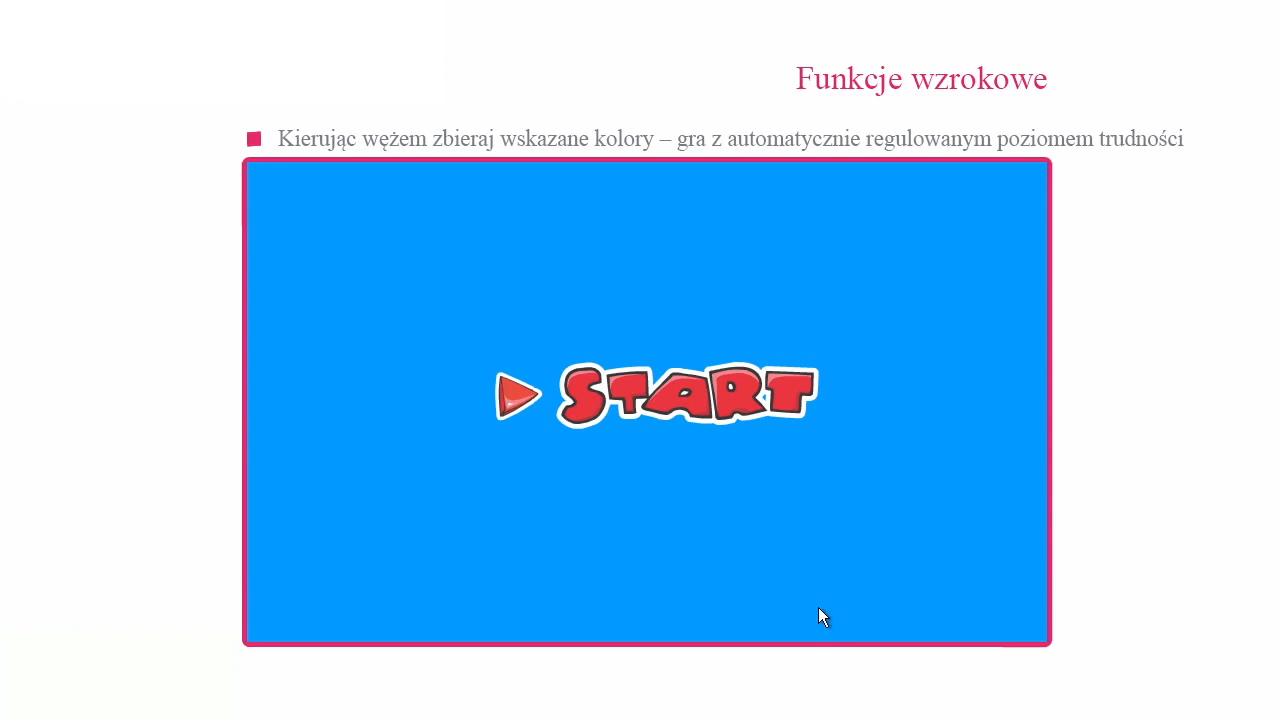 Funkcje wzrokowe
Kierując wężem zbieraj wskazane kolory – gra z automatycznie regulowanym poziomem trudności
START